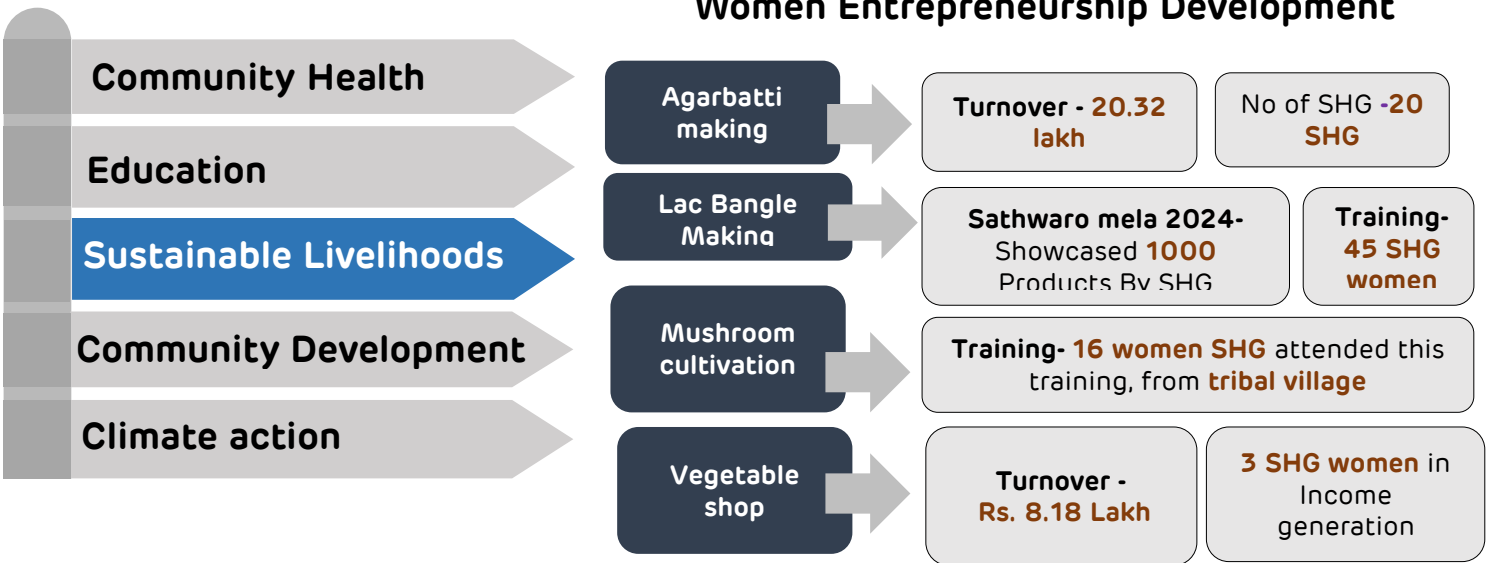 Women Entrepreneurship Development
Community Health
Education
Sustainable Livelihoods
Community Development
Climate action
Agarbatti
making
Turnover - 20.32
lakh
No of SHG -20
SHG
Lac Bangle
Making
Sathwaro mela 2024-
Showcased 1000
Products By SHG
Training-
45 SHG
women
Mushroom
cultivation
Training- 16 women SHG attended this
training, from tribal village
Vegetable
shop
Turnover -
Rs. 8.18 Lakh
3 SHG women in
Income
generation